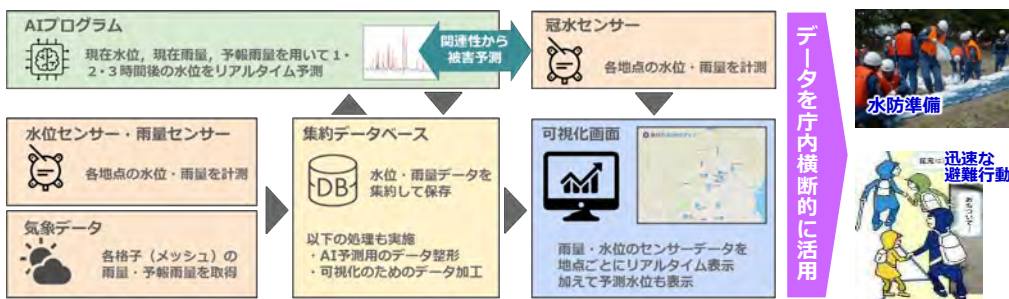 AIプログラム
現在水位，現在雨量，予報雨量を用いて１・
２・３時間後の水位をリアルタイム予測
関連性から
被害予測
冠水センサー
各地点の水位・雨量を計測
水位センサー・雨量センサー
各地点の水位・雨量を計測
気象データ
各格子（メッシュ）の
雨量・予報雨量を取得
集約データベース
DB
水位・雨量データを
集約して保存
以下の処理も実施
・AI予測用のデータ整形
・可視化のためのデータ加工
可視化画面
雨量・水位のセンサーデータを
地点ごとにリアルタイム表示
加えて予測水位も表示
データを庁内横断的に活用
水防準備
迅速な
避難行動
おちついて〜